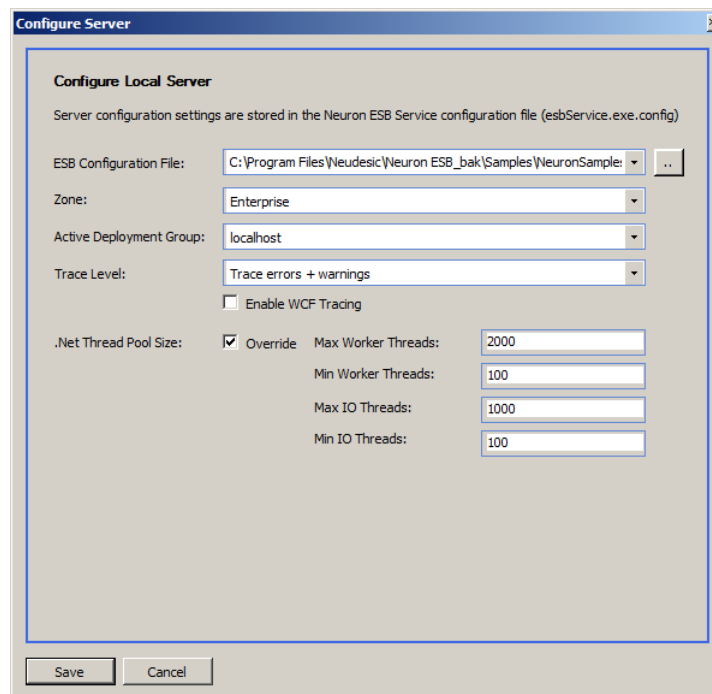 Configure Server
Configure Local Server
Server configuration settings are stored in the Neuron ESB Service configuration file (esbService.exe.config)
ESB Configuration File: C:\Program Files\Neudesic\Neuron ESB_bak\Samples\NeuronSample ..
Zone: Enterprise
Active Deployment Group: localhost
Trace Level: Trace errors + warnings
Enable WCF Tracing
.Net Thread Pool Size: Override Max Worker Threads: 2000
Min Worker Threads: 100
Max IO Threads: 1000
Min IO Threads: 100
Save Cancel